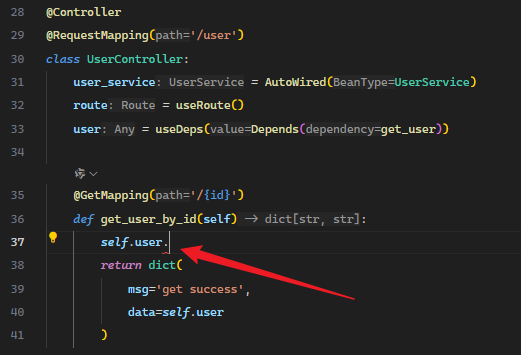 28 @Controller
29 @RequestMapping(path='/user')
30 class UserController:
31 user_service: UserService = AutoWired(BeanType=UserService)
32 route: Route = useRoute()
33 user: Any = useDeps(value=Depends(dependency=get_user))
34
35 @GetMapping(path='/{id}')
36 def get_user_by_id(self) -> dict[str, str]:
37 self.user.
38 return dict(
39 msg='get success',
40 data=self.user
41 )